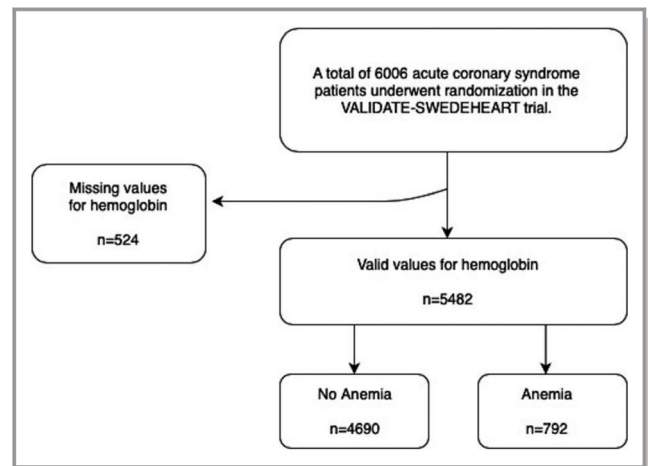 A total of 6006 acute coronary syndrome
patients underwent randomization in the
VALIDATE-SWEDEHEART trial.
Missing values
for hemoglobin
n=524
Valid values for hemoglobin
n=5482
No Anemia
n=4690
Anemia
n=792